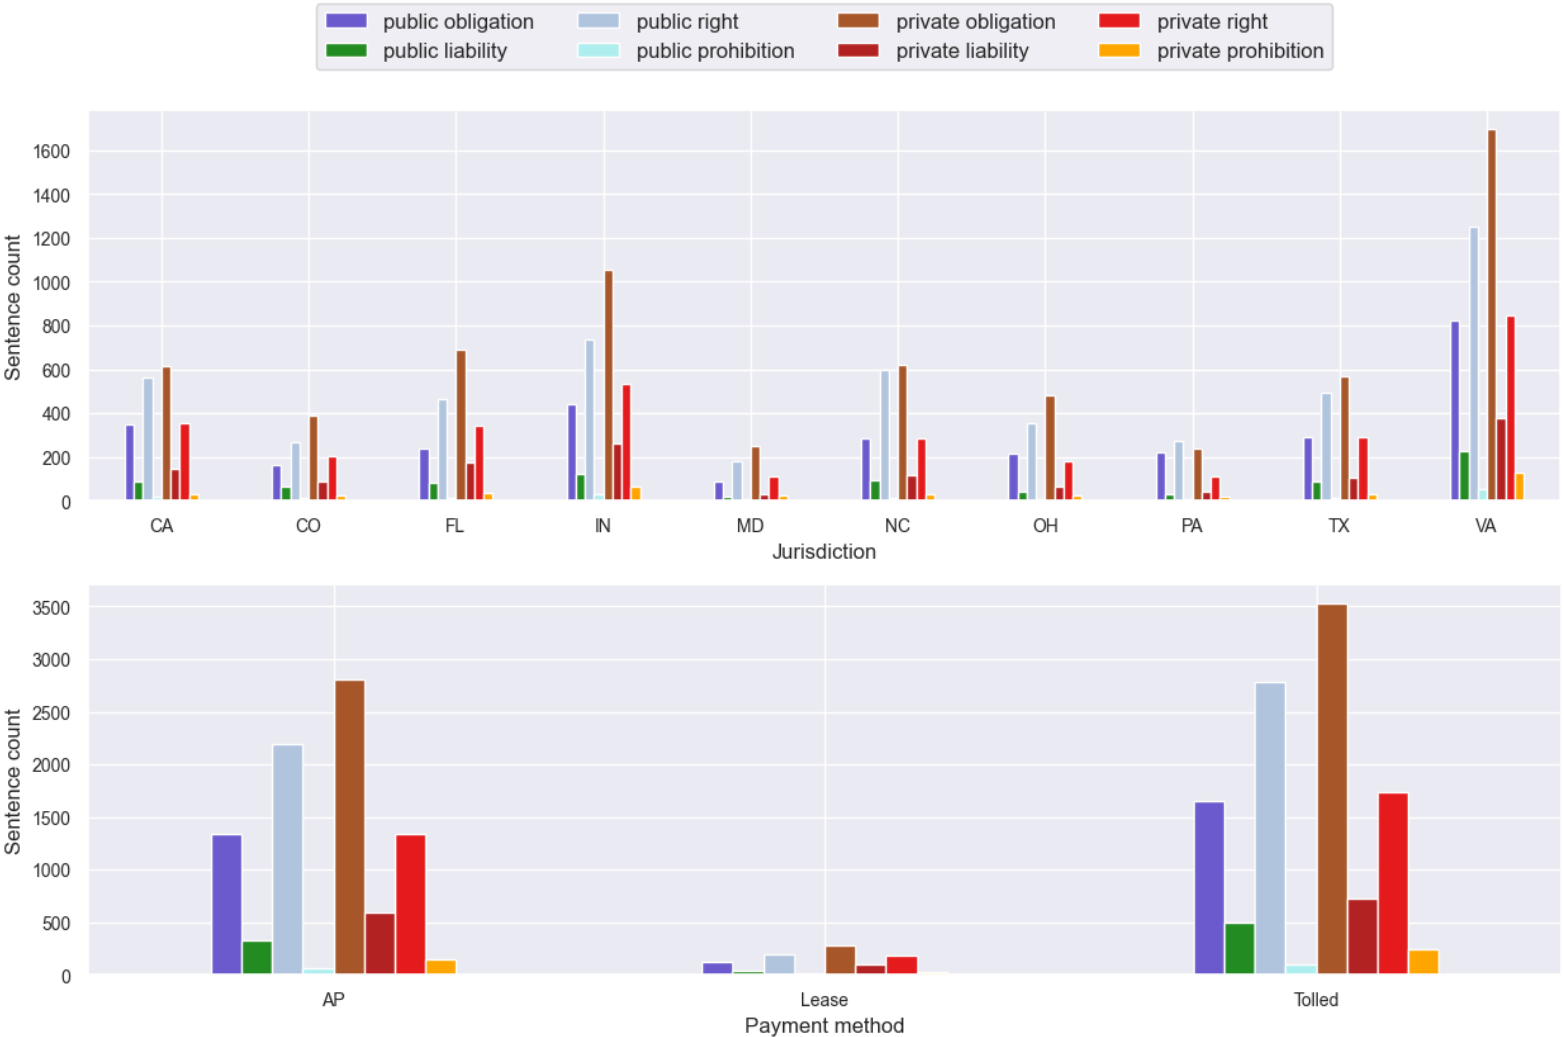 public obligation public right private obligation private right
public liability public prohibition private liability private prohibition
Sentence count
1600
1400
1200
1000
800
600
400
200
0
CA CO FL IN MD NC OH PA TX VA
Jurisdiction
Sentence count
3500
3000
2500
2000
1500
1000
500
0
AP Lease Tolled
Payment method